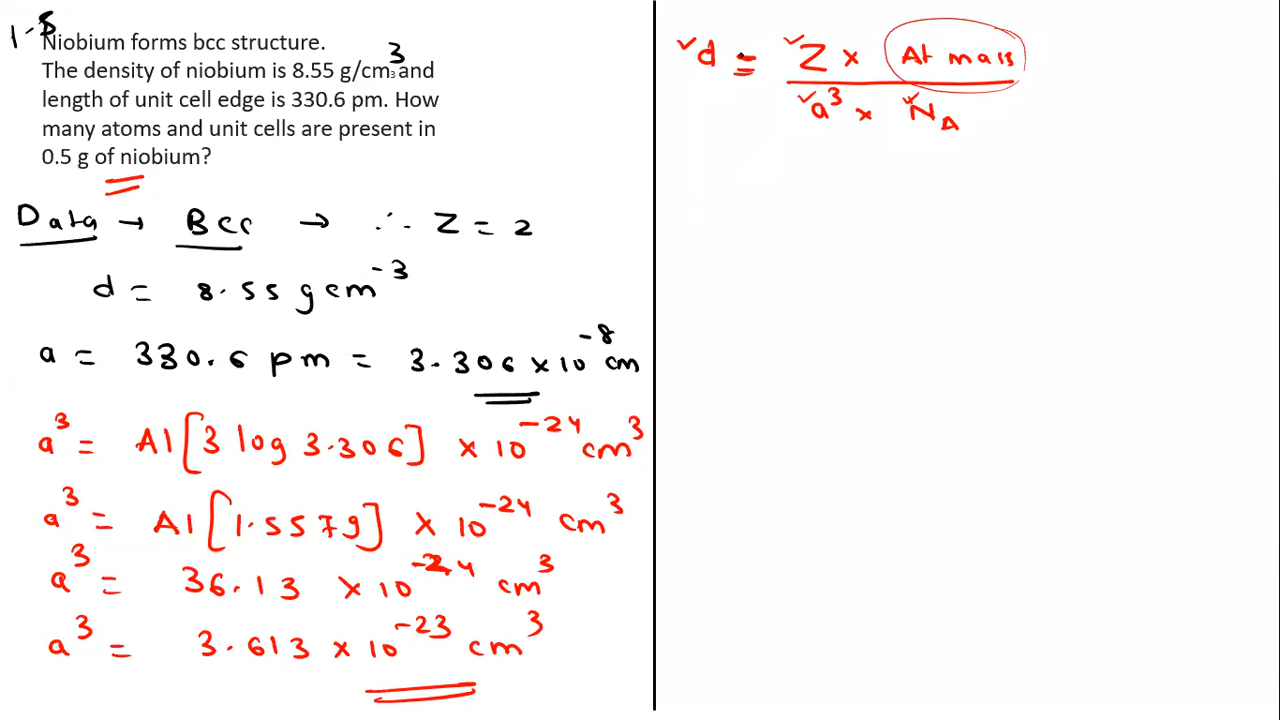 1-5
Niobium forms bcc structure.
The density of niobium is 8.55 g/cm³ and
length of unit cell edge is 330.6 pm. How
many atoms and unit cells are present in
0.5 g of niobium?
Data → Bcc → ∴ Z = 2
d = 8.55 g cm⁻³
a = 330.6 pm = 3.306 × 10⁻⁸ cm
a³ = Al[3 log 3.306] × 10⁻²⁴ cm³
a³ = Al[1.5579] × 10⁻²⁴ cm³
a³ = 36.13 × 10⁻²⁴ cm³
a³ = 3.613 × 10⁻²³ cm³
✓d = ✓Z × At mass
✓a³ × ✓N_A